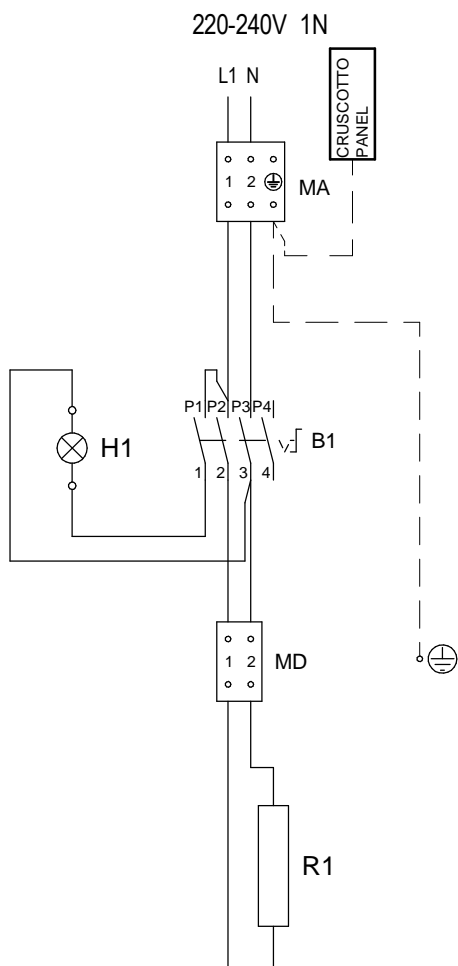 220-240V 1N
L1 N
CRUSCOTTO
PANEL
1 2
MA
P1 P2 P3 P4
H1
B1
1 2 3 4
1 2
MD
R1